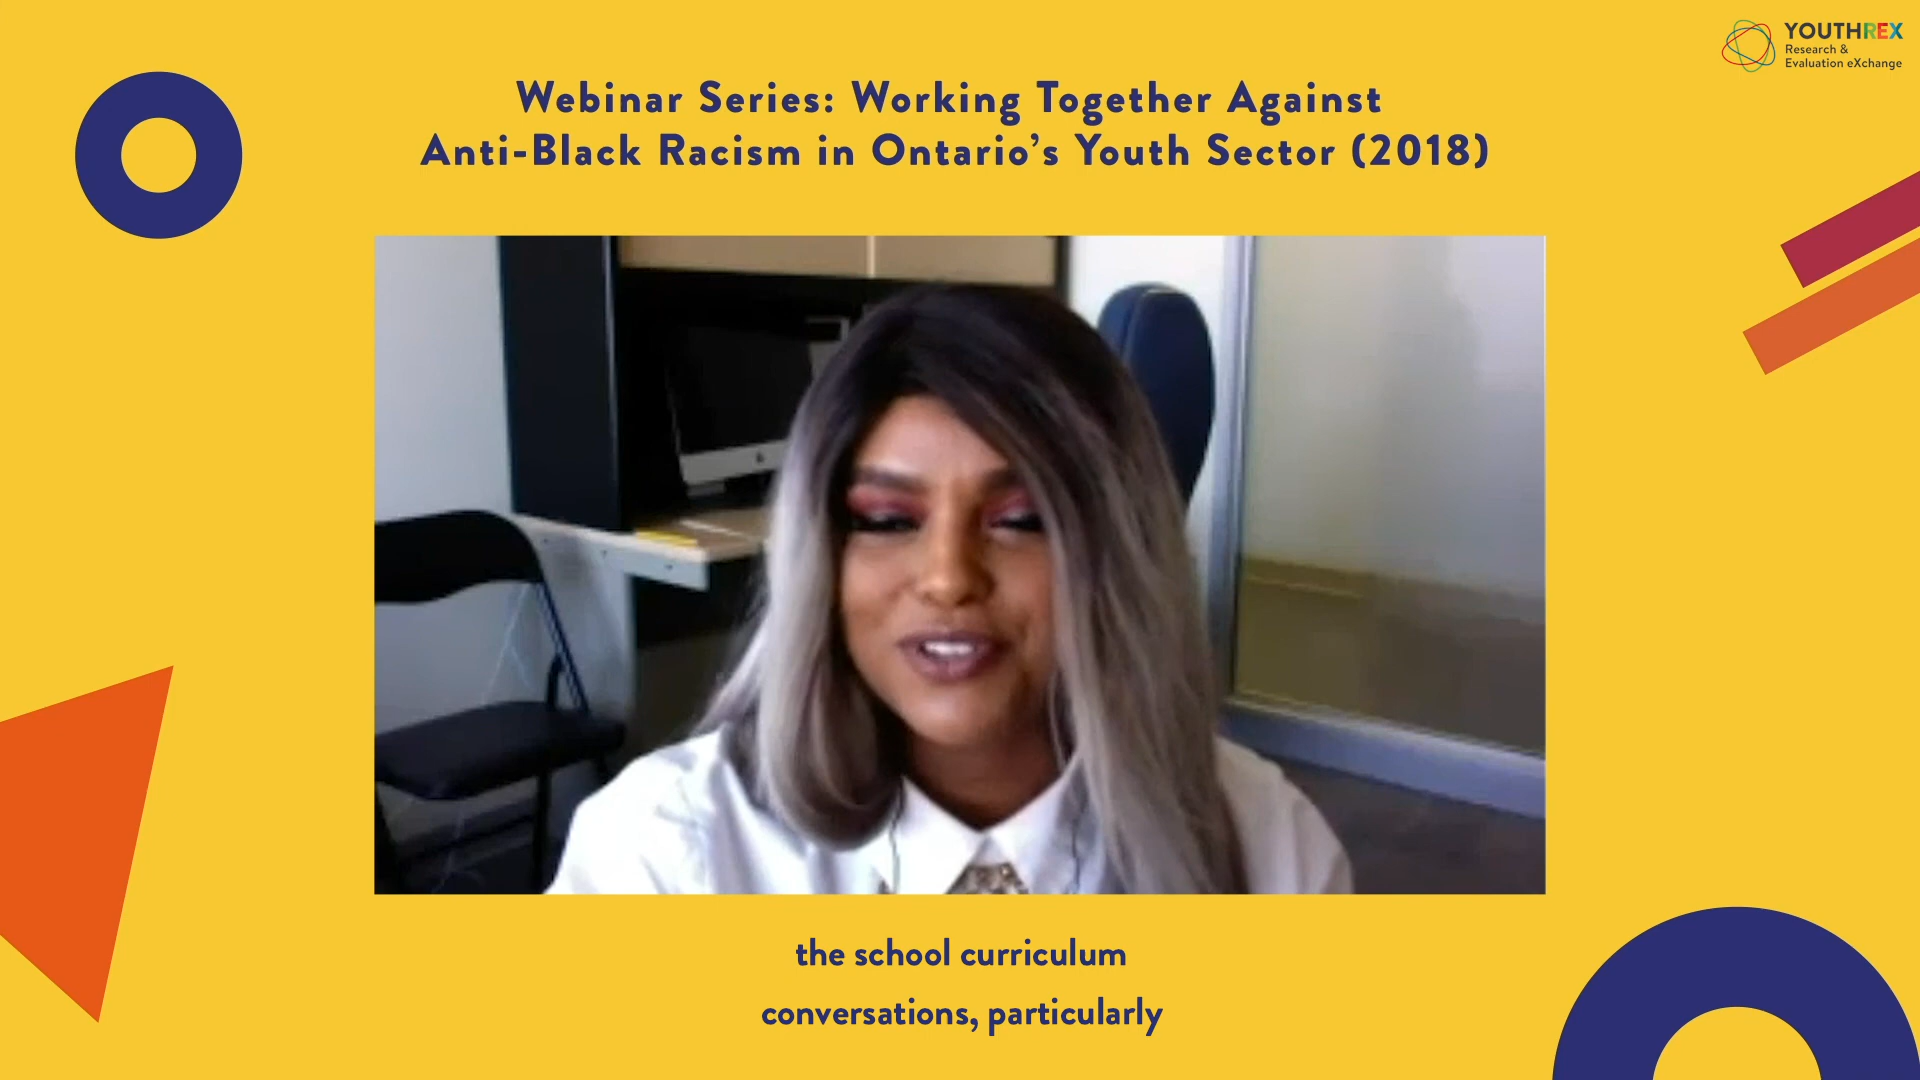 YOUTHREX
Research &
Evaluation eXchange
Webinar Series: Working Together Against
Anti-Black Racism in Ontario’s Youth Sector (2018)
the school curriculum
conversations, particularly